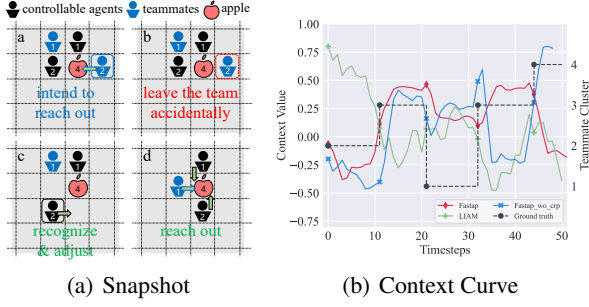 controllable agents teammates apple
a
1 1
2 4 2
intend to
reach out
b
1 1
2 4 2
leave the team
accidentally
c
1 1
4
2
recognize
& adjust
d
1
1 4
2
reach out
(a) Snapshot
Context Value
1.00
0.75
0.50
0.25
0.00
−0.25
−0.50
−0.75
0 10 20 30 40 50
Timesteps
4
3
2
1
Teammate Cluster
Fastap
LIAM
Fastap_wo_crp
Ground truth
(b) Context Curve